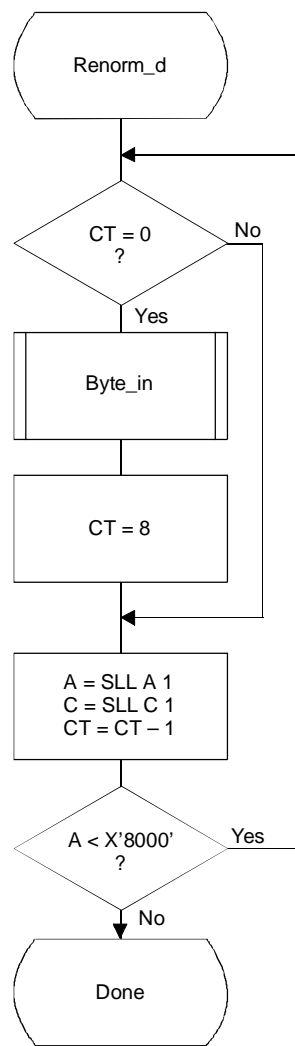 Renorm_d
CT = 0
?
No
Yes
Byte_in
CT = 8
A = SLL A 1
C = SLL C 1
CT = CT – 1
A < X'8000'
?
Yes
No
Done